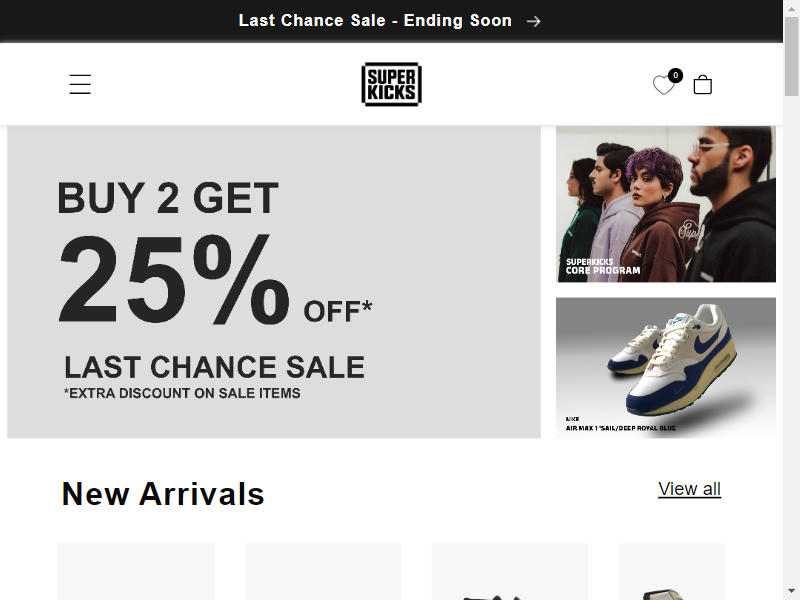 Last Chance Sale - Ending Soon
SUPER
KICKS
0
BUY 2 GET
25% OFF*
LAST CHANCE SALE
*EXTRA DISCOUNT ON SALE ITEMS
SUPERKICKS
CORE PROGRAM
NIKE
AIR MAX 1 'SAIL/DEEP ROYAL BLUE
New Arrivals
View all